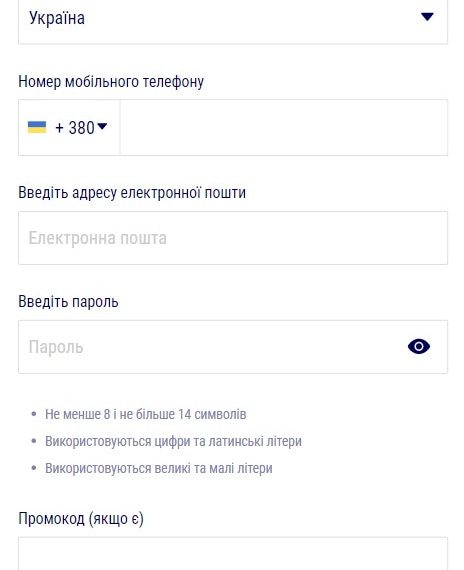 Україна
Номер мобільного телефону
+ 380
Введіть адресу електронної пошти
Електронна пошта
Введіть пароль
Пароль
• Не менше 8 і не більше 14 символів
• Використовуються цифри та латинські літери
• Використовуються великі та малі літери
Промокод (якщо є)